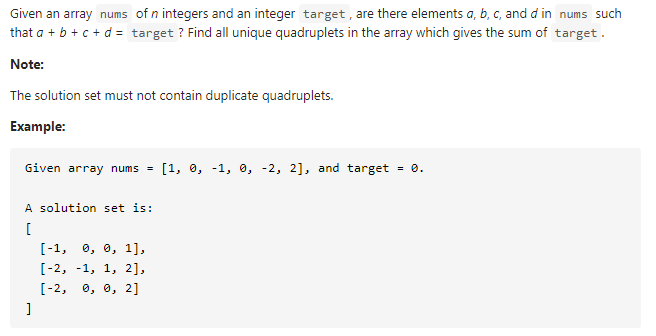 Given an array nums of n integers and an integer target, are there elements a, b, c, and d in nums such
that a + b + c + d = target? Find all unique quadruplets in the array which gives the sum of target.
Note:
The solution set must not contain duplicate quadruplets.
Example:
Given array nums = [1, 0, -1, 0, -2, 2], and target = 0.
A solution set is:
[
  [-1,  0, 0, 1],
  [-2, -1, 1, 2],
  [-2,  0, 0, 2]
]